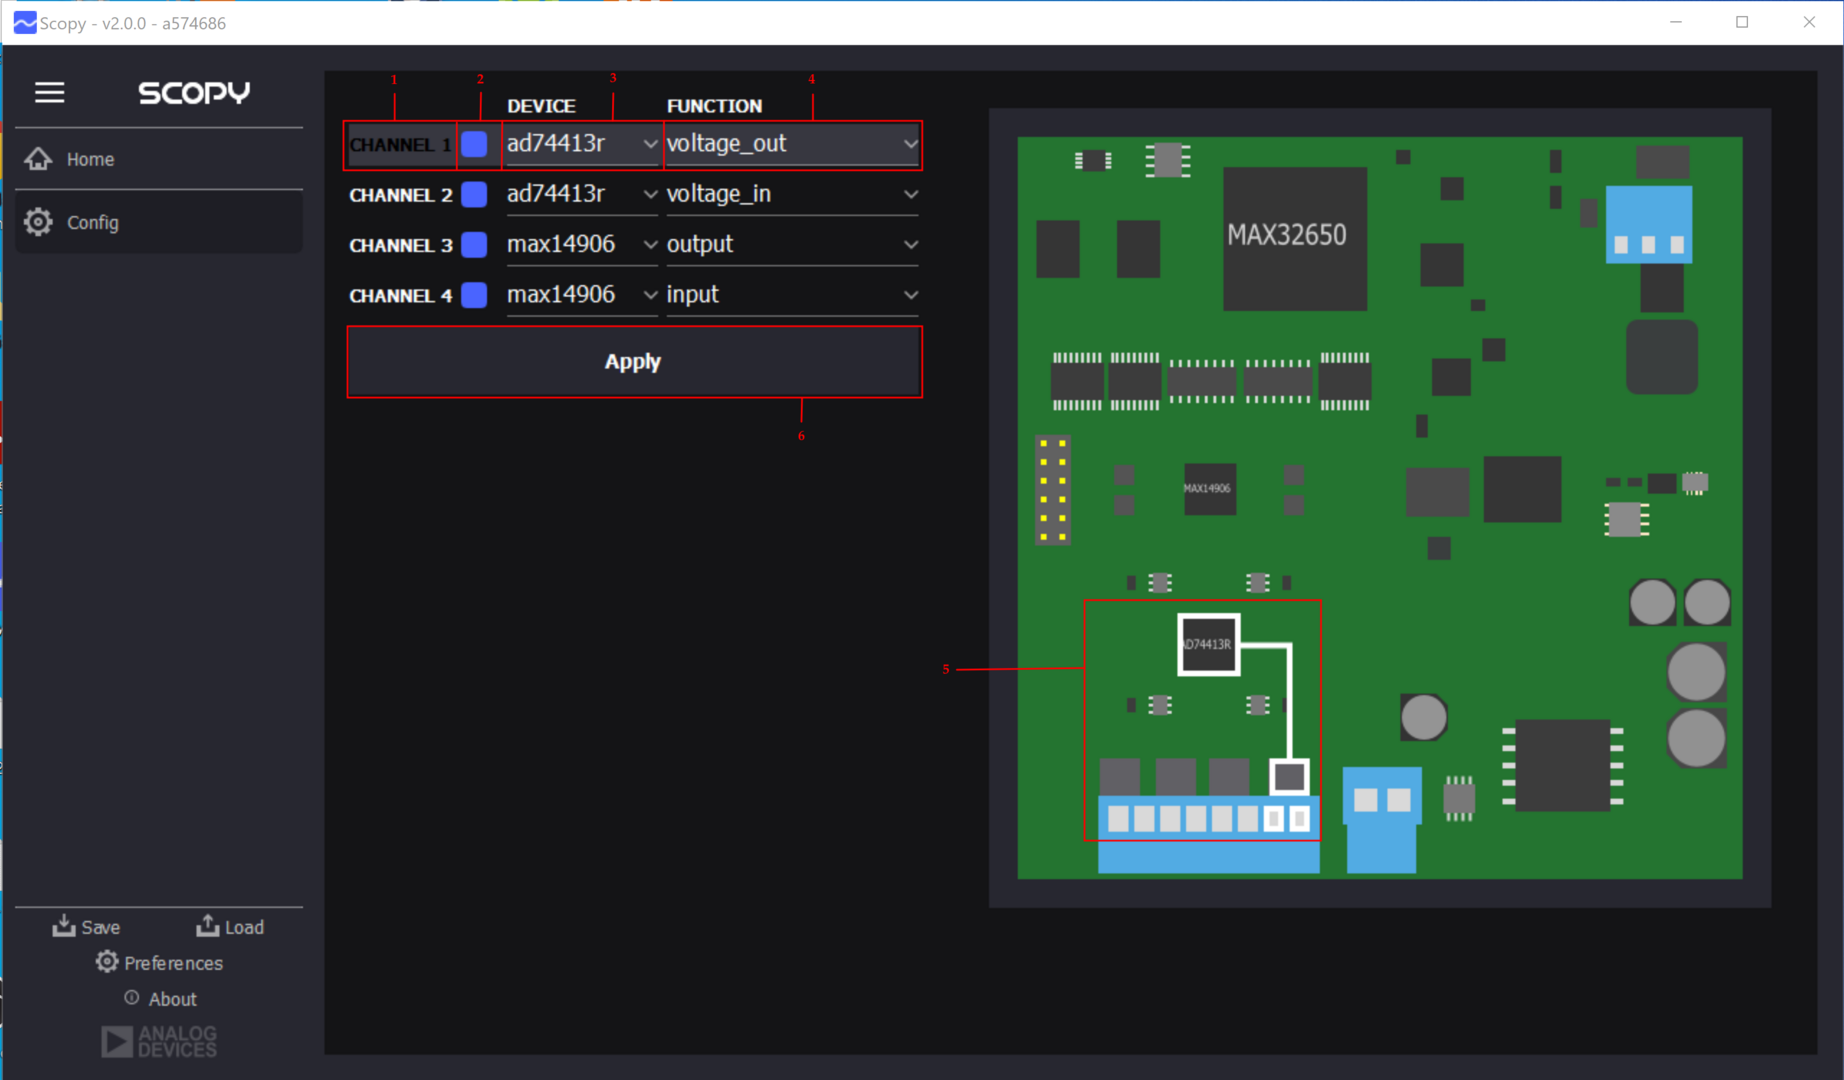 Scopy - v2.0.0 - a574686
SCOPY
Home
Config
1 2 3 4
DEVICE FUNCTION
CHANNEL 1 ad74413r voltage_out
CHANNEL 2 ad74413r voltage_in
CHANNEL 3 max14906 output
CHANNEL 4 max14906 input
Apply
6
5
MAX32650
MAX14906
AD74413R
Save Load
Preferences
About
ANALOG
DEVICES